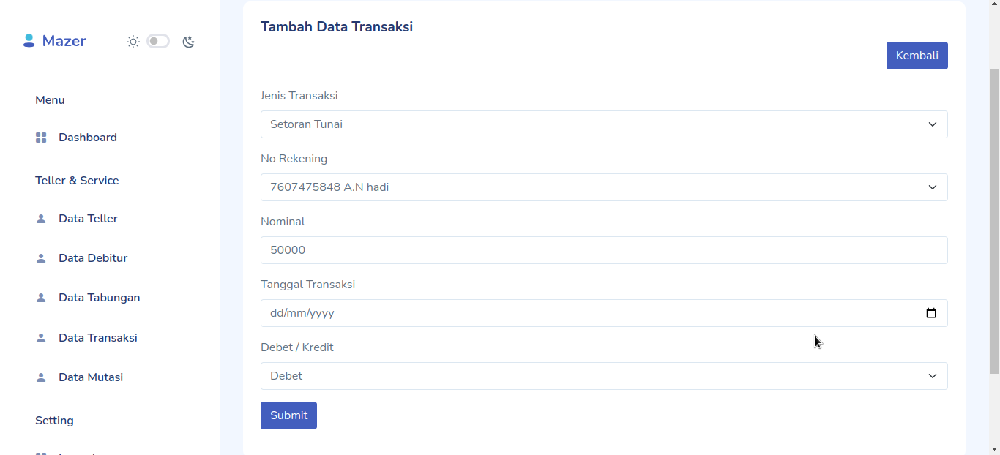 Mazer
Menu
Dashboard
Teller & Service
Data Teller
Data Debitur
Data Tabungan
Data Transaksi
Data Mutasi
Setting
Tambah Data Transaksi
Kembali
Jenis Transaksi
Setoran Tunai
No Rekening
7607475848 A.N hadi
Nominal
50000
Tanggal Transaksi
dd/mm/yyyy
Debet / Kredit
Debet
Submit